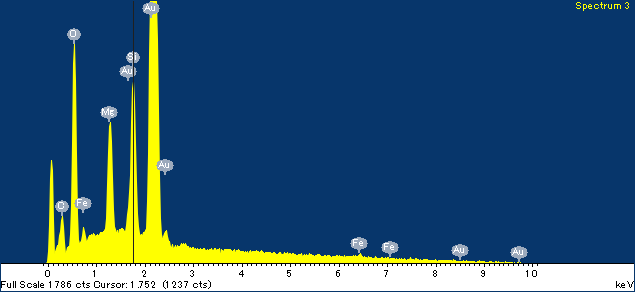 Spectrum 3
Au
O
Si
Au
Mg
Au
C
Fe
Fe
Fe
Au
Au
0 1 2 3 4 5 6 7 8 9 10
Full Scale 1786 cts Cursor: 1.752 (1237 cts) keV